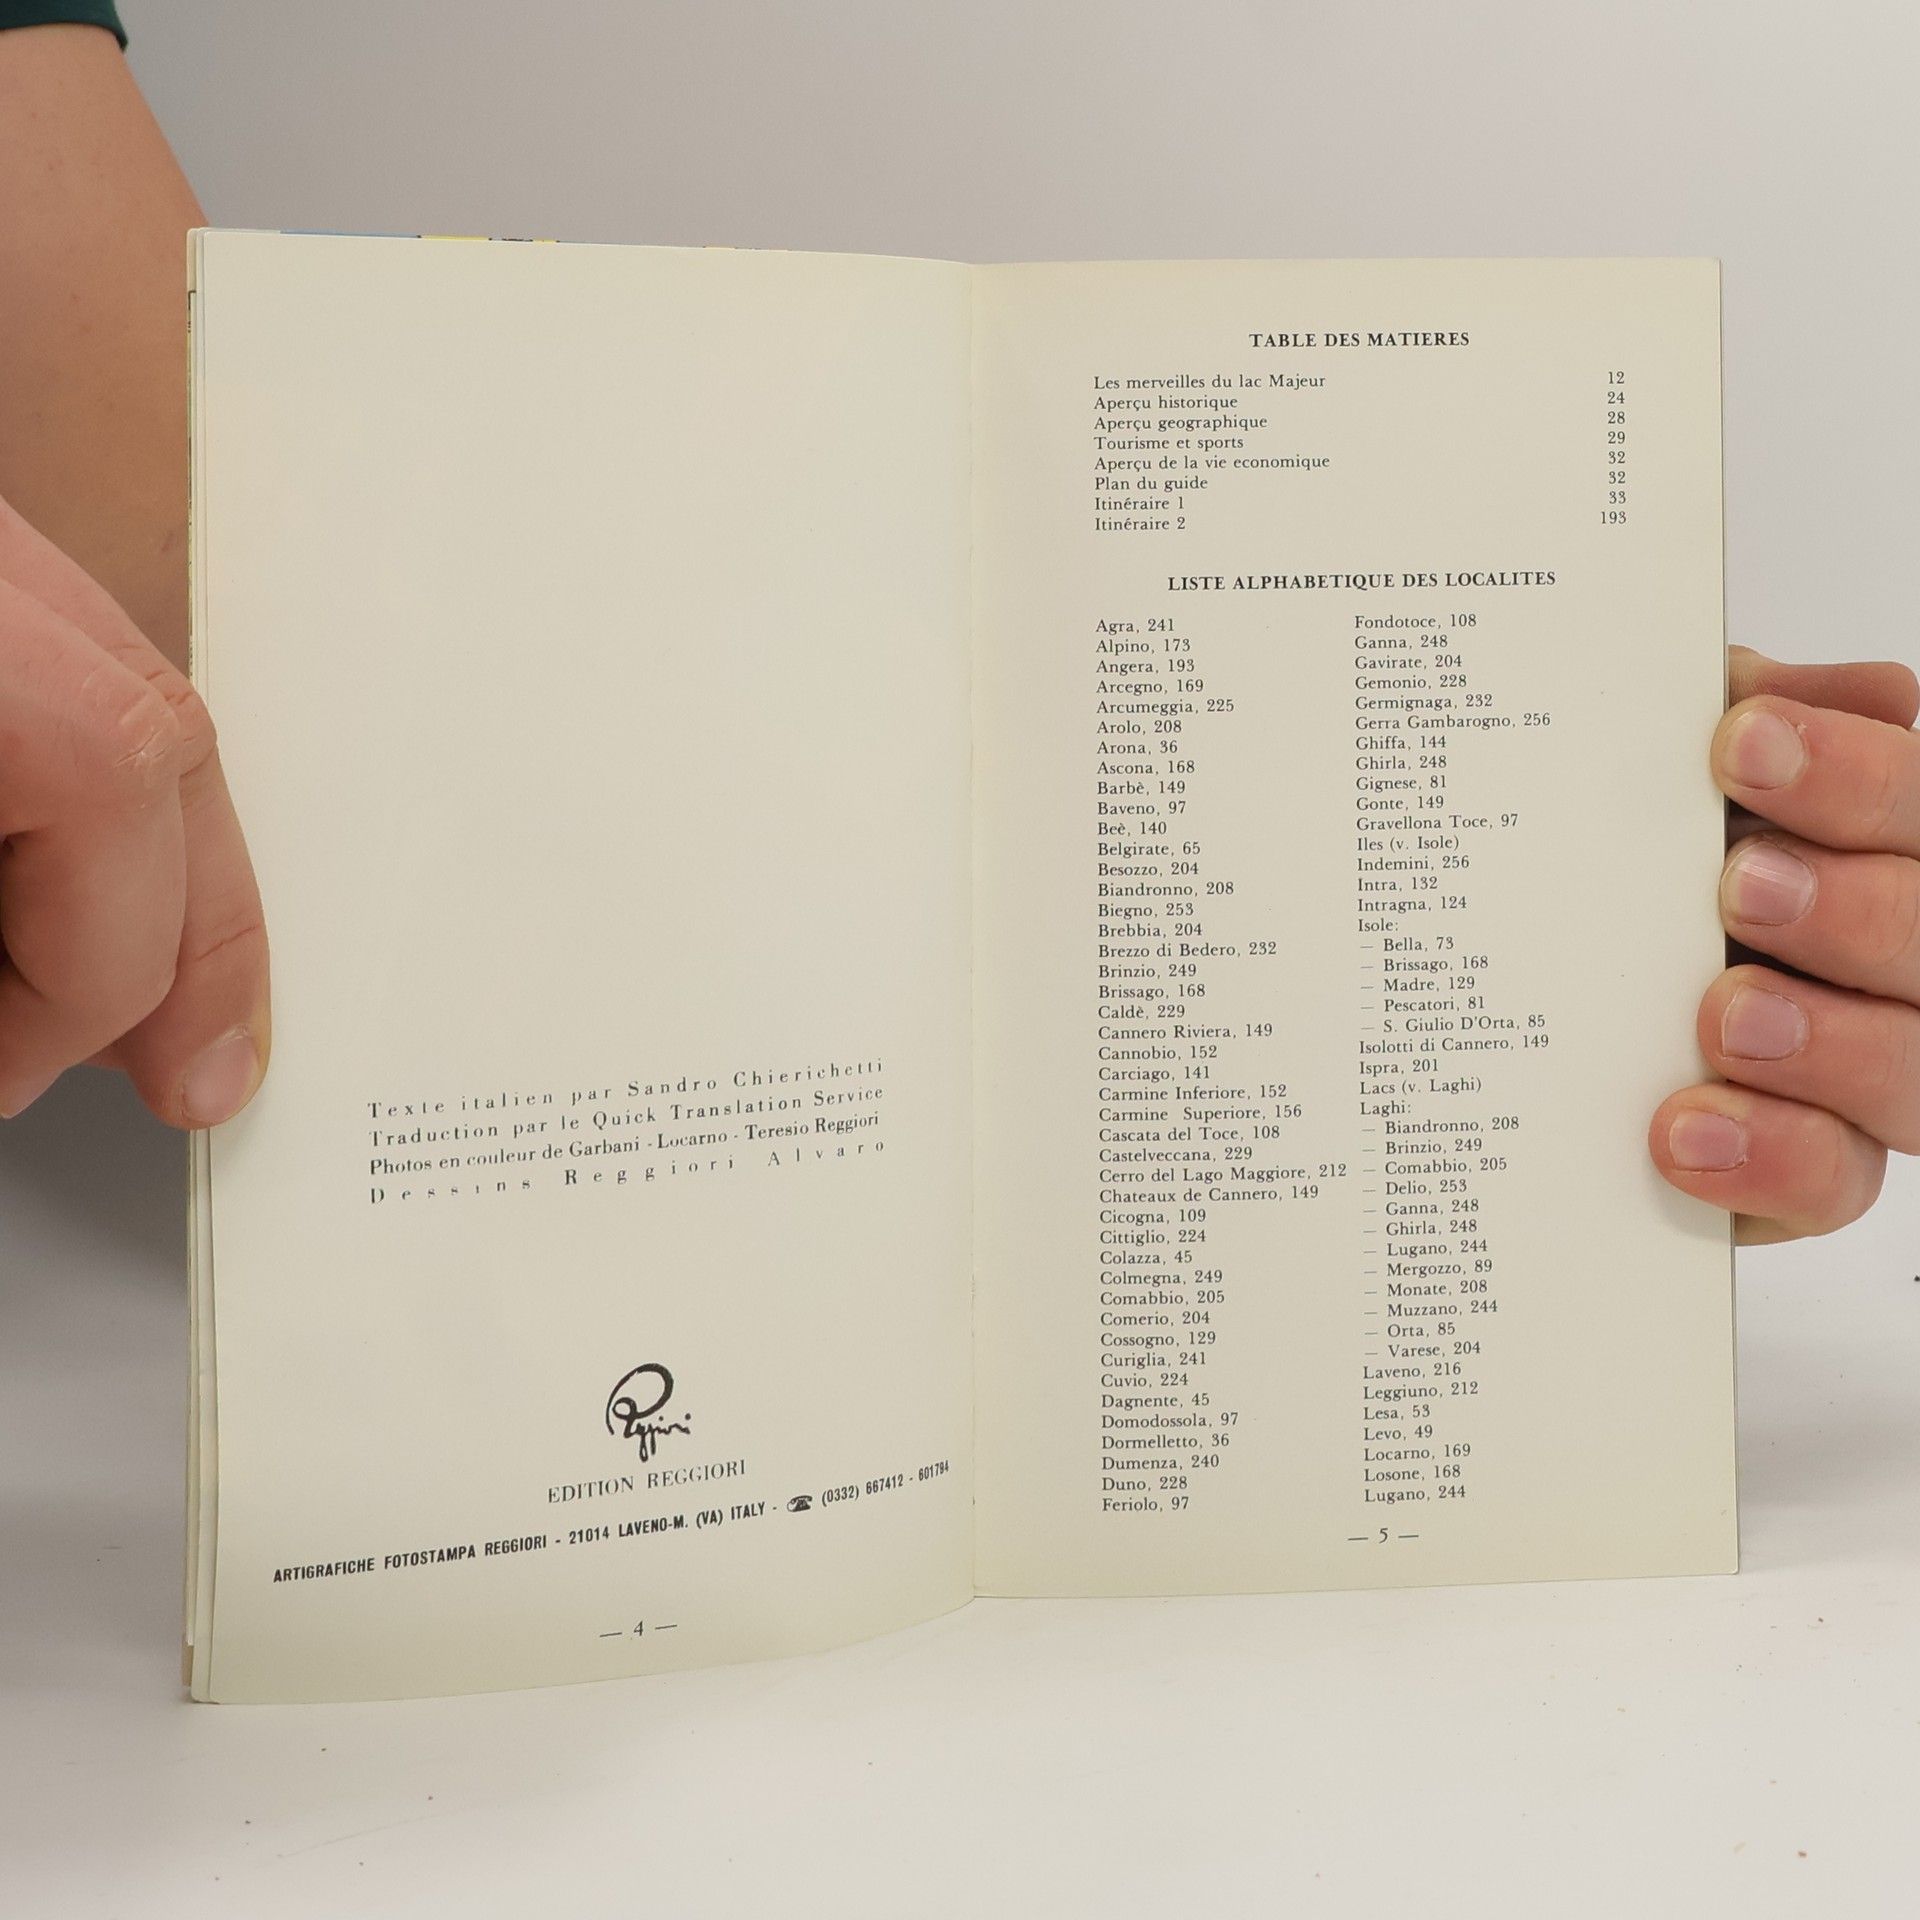 Texte italien par Sandro Chierichetti
Traduction par le Quick Translation Service
Photos en couleur de Garbani - Locarno - Teresio Reggiori
Dessins Reggiori Alvaro
Reggiori
EDITION REGGIORI
ARTIGRAFICHE FOTOSTAMPA REGGIORI - 21014 LAVENO-M. (VA) ITALY - ☎ (0332) 667412 - 601784
— 4 —
TABLE DES MATIERES
Les merveilles du lac Majeur 12
Aperçu historique 24
Aperçu geographique 28
Tourisme et sports 29
Aperçu de la vie economique 32
Plan du guide 32
Itinéraire 1 33
Itinéraire 2 193
LISTE ALPHABETIQUE DES LOCALITES
Agra, 241
Alpino, 173
Angera, 193
Arcegno, 169
Arcumeggia, 225
Arolo, 208
Arona, 36
Ascona, 168
Barbè, 149
Baveno, 97
Beè, 140
Belgirate, 65
Besozzo, 204
Biandronno, 208
Biegno, 253
Brebbia, 204
Brezzo di Bedero, 232
Brinzio, 249
Brissago, 168
Caldè, 229
Cannero Riviera, 149
Cannobio, 152
Carciago, 141
Carmine Inferiore, 152
Carmine Superiore, 156
Cascata del Toce, 108
Castelveccana, 229
Cerro del Lago Maggiore, 212
Chateaux de Cannero, 149
Cicogna, 109
Cittiglio, 224
Colazza, 45
Colmegna, 249
Comabbio, 205
Comerio, 204
Cossogno, 129
Curiglia, 241
Cuvio, 224
Dagnente, 45
Domodossola, 97
Dormelletto, 36
Dumenza, 240
Duno, 228
Feriolo, 97
Fondotoce, 108
Ganna, 248
Gavirate, 204
Gemonio, 228
Germignaga, 232
Gerra Gambarogno, 256
Ghiffa, 144
Ghirla, 248
Gignese, 81
Gonte, 149
Gravellona Toce, 97
Iles (v. Isole)
Indemini, 256
Intra, 132
Intragna, 124
Isole:
— Bella, 73
— Brissago, 168
— Madre, 129
— Pescatori, 81
— S. Giulio D'Orta, 85
Isolotti di Cannero, 149
Ispra, 201
Lacs (v. Laghi)
Laghi:
— Biandronno, 208
— Brinzio, 249
— Comabbio, 205
— Delio, 253
— Ganna, 248
— Ghirla, 248
— Lugano, 244
— Mergozzo, 89
— Monate, 208
— Muzzano, 244
— Orta, 85
— Varese, 204
Laveno, 216
Leggiuno, 212
Lesa, 53
Levo, 49
Locarno, 169
Losone, 168
Lugano, 244
— 5 —